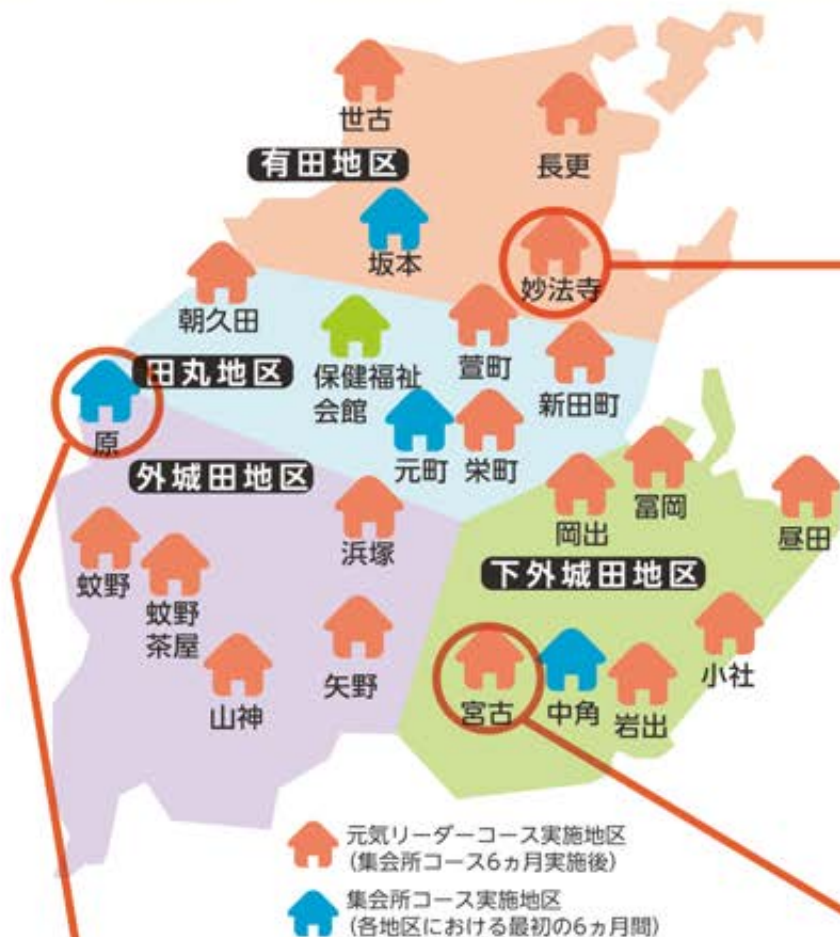 世古
長更
有田地区
坂本
妙法寺
朝久田
保健福祉
会館
萱町
新田町
田丸地区
原
元町
栄町
外城田地区
浜塚
岡出
冨岡
昼田
蚊野
蚊野
茶屋
下外城田地区
山神
矢野
宮古
中角
岩出
小社
元気リーダーコース実施地区
(集会所コース6ヵ月実施後)
集会所コース実施地区
(各地区における最初の6ヵ月間)